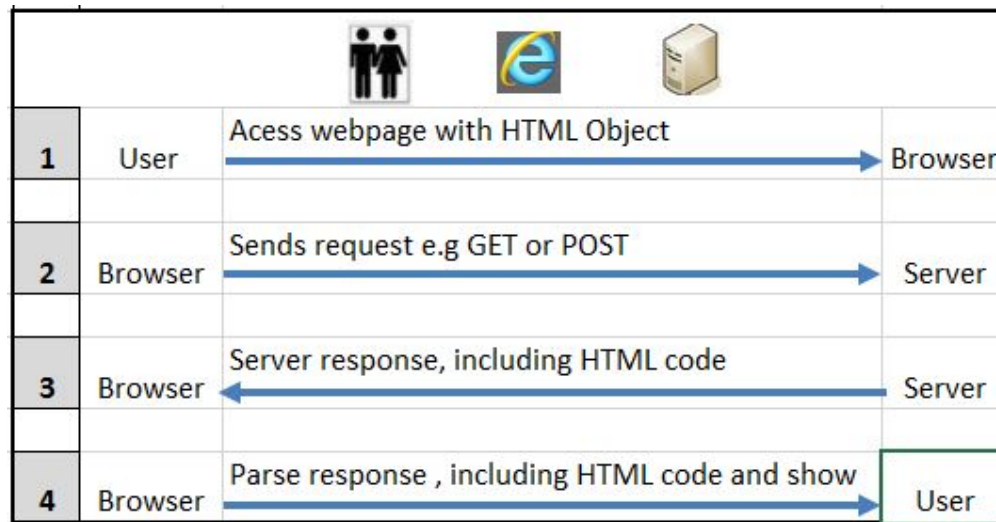 Acess webpage with HTML Object
1 User Browser
Sends request e.g GET or POST
2 Browser Server
Server response, including HTML code
3 Browser Server
Parse response , including HTML code and show
4 Browser User